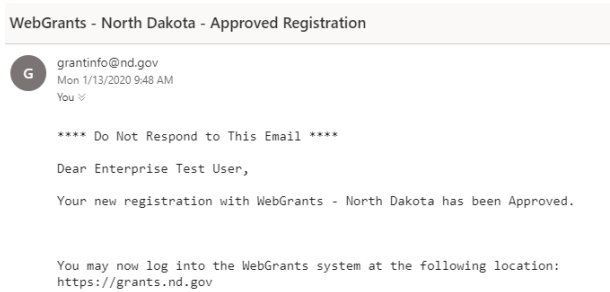 WebGrants - North Dakota - Approved Registration
G
grantinfo@nd.gov
Mon 1/13/2020 9:48 AM
You
**** Do Not Respond to This Email ****
Dear Enterprise Test User,
Your new registration with WebGrants - North Dakota has been Approved.
You may now log into the WebGrants system at the following location:
https://grants.nd.gov